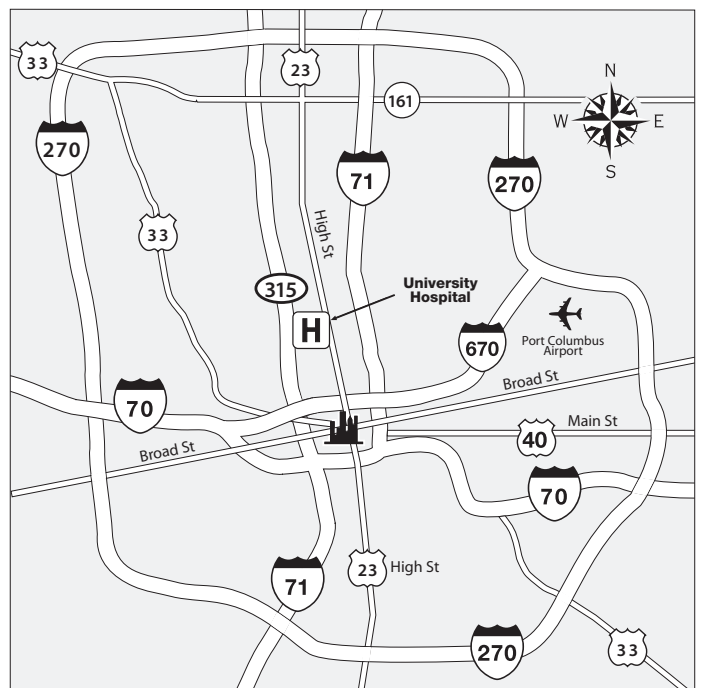 33
23
161
N
W
E
S
270
71
270
33
High St
315
University
Hospital
H
670
Port Columbus
Airport
70
Broad St
Main St
40
Broad St
70
71
23
High St
270
33